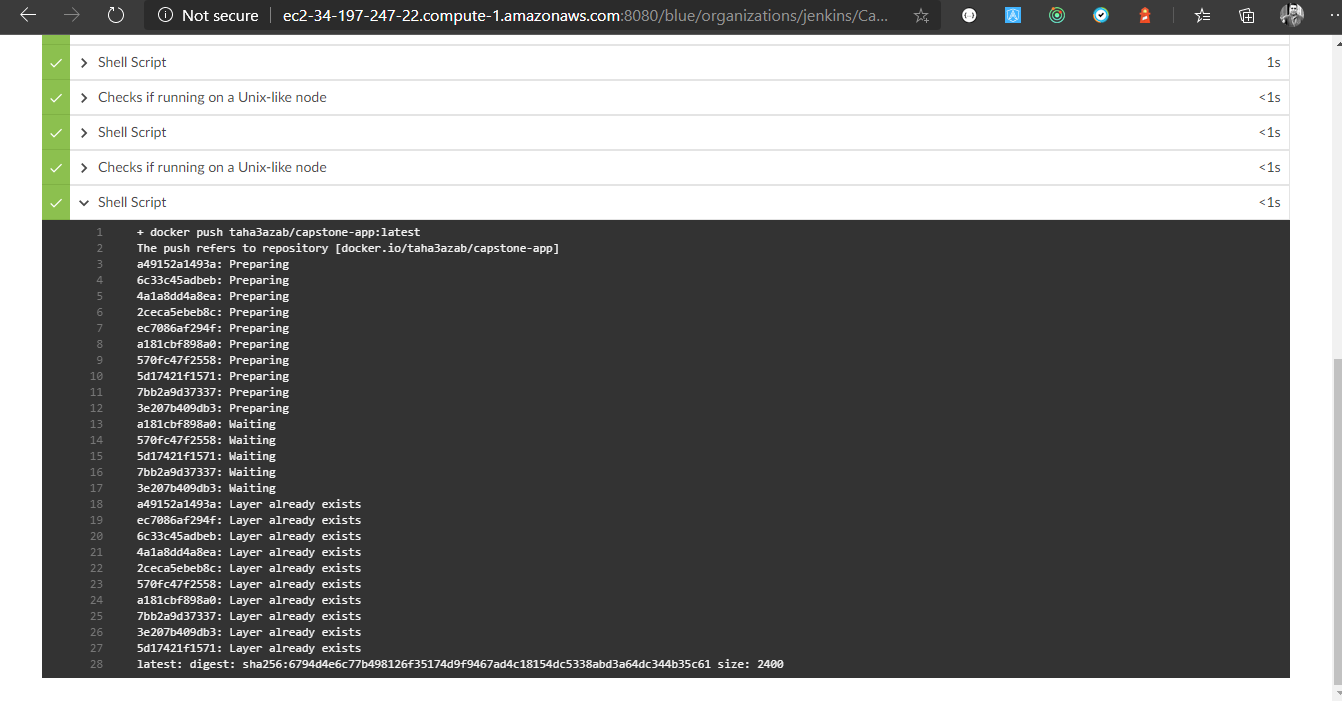 Not secure | ec2-34-197-247-22.compute-1.amazonaws.com:8080/blue/organizations/jenkins/Ca...
Shell Script 1s
Checks if running on a Unix-like node <1s
Shell Script <1s
Checks if running on a Unix-like node <1s
Shell Script <1s
1 + docker push taha3azab/capstone-app:latest
2 The push refers to repository [docker.io/taha3azab/capstone-app]
3 a49152a1493a: Preparing
4 6c33c45adbeb: Preparing
5 4a1a8dd4a8ea: Preparing
6 2ceca5ebeb8c: Preparing
7 ec7086af294f: Preparing
8 a181cbf898a0: Preparing
9 570fc47f2558: Preparing
10 5d17421f1571: Preparing
11 7bb2a9d37337: Preparing
12 3e207b409db3: Preparing
13 a181cbf898a0: Waiting
14 570fc47f2558: Waiting
15 5d17421f1571: Waiting
16 7bb2a9d37337: Waiting
17 3e207b409db3: Waiting
18 a49152a1493a: Layer already exists
19 ec7086af294f: Layer already exists
20 6c33c45adbeb: Layer already exists
21 4a1a8dd4a8ea: Layer already exists
22 2ceca5ebeb8c: Layer already exists
23 570fc47f2558: Layer already exists
24 a181cbf898a0: Layer already exists
25 7bb2a9d37337: Layer already exists
26 3e207b409db3: Layer already exists
27 5d17421f1571: Layer already exists
28 latest: digest: sha256:6794d4e6c77b498126f35174d9f9467ad4c18154dc5338abd3a64dc344b35c61 size: 2400